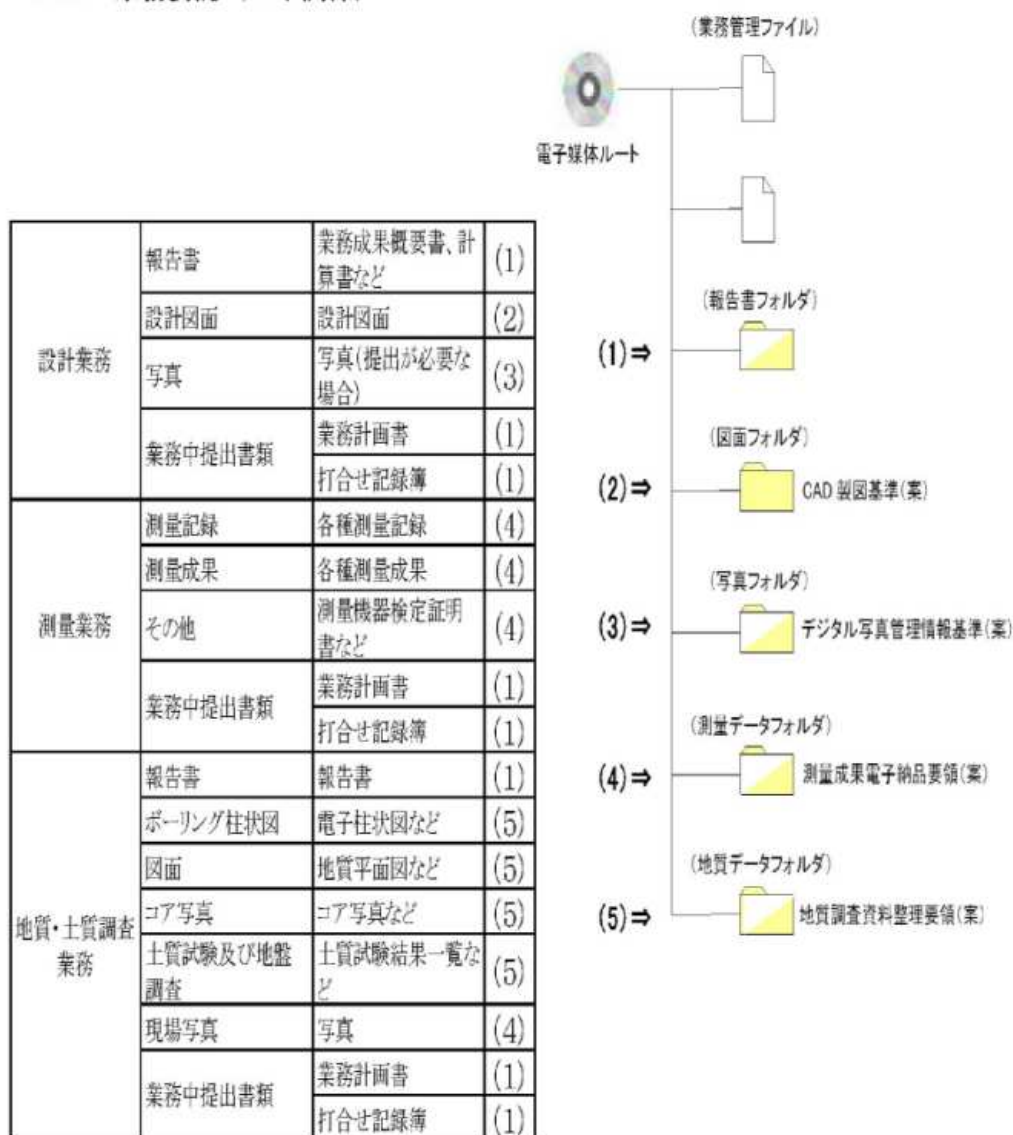 (業務管理ファイル)
電子媒体ルート
設計業務
報告書
業務成果概要書、計
算書など
(1)
設計図面
設計図面
(2)
写真
写真(提出が必要な
場合)
(3)
業務中提出書類
業務計画書
(1)
打合せ記録簿
(1)
測量業務
測量記録
各種測量記録
(4)
測量成果
各種測量成果
(4)
その他
測量機器検定証明
書など
(4)
業務中提出書類
業務計画書
(1)
打合せ記録簿
(1)
地質・土質調査
業務
報告書
報告書
(1)
ボーリング柱状図
電子柱状図など
(5)
図面
地質平面図など
(5)
コア写真
コア写真など
(5)
土質試験及び地盤
調査
土質試験結果一覧な
ど
(5)
現場写真
写真
(4)
業務中提出書類
業務計画書
(1)
打合せ記録簿
(1)
(報告書フォルダ)
(1)⇒
(図面フォルダ)
(2)⇒
CAD 製図基準(案)
(写真フォルダ)
(3)⇒
デジタル写真管理情報基準(案)
(測量データフォルダ)
(4)⇒
測量成果電子納品要領(案)
(地質データフォルダ)
(5)⇒
地質調査資料整理要領(案)